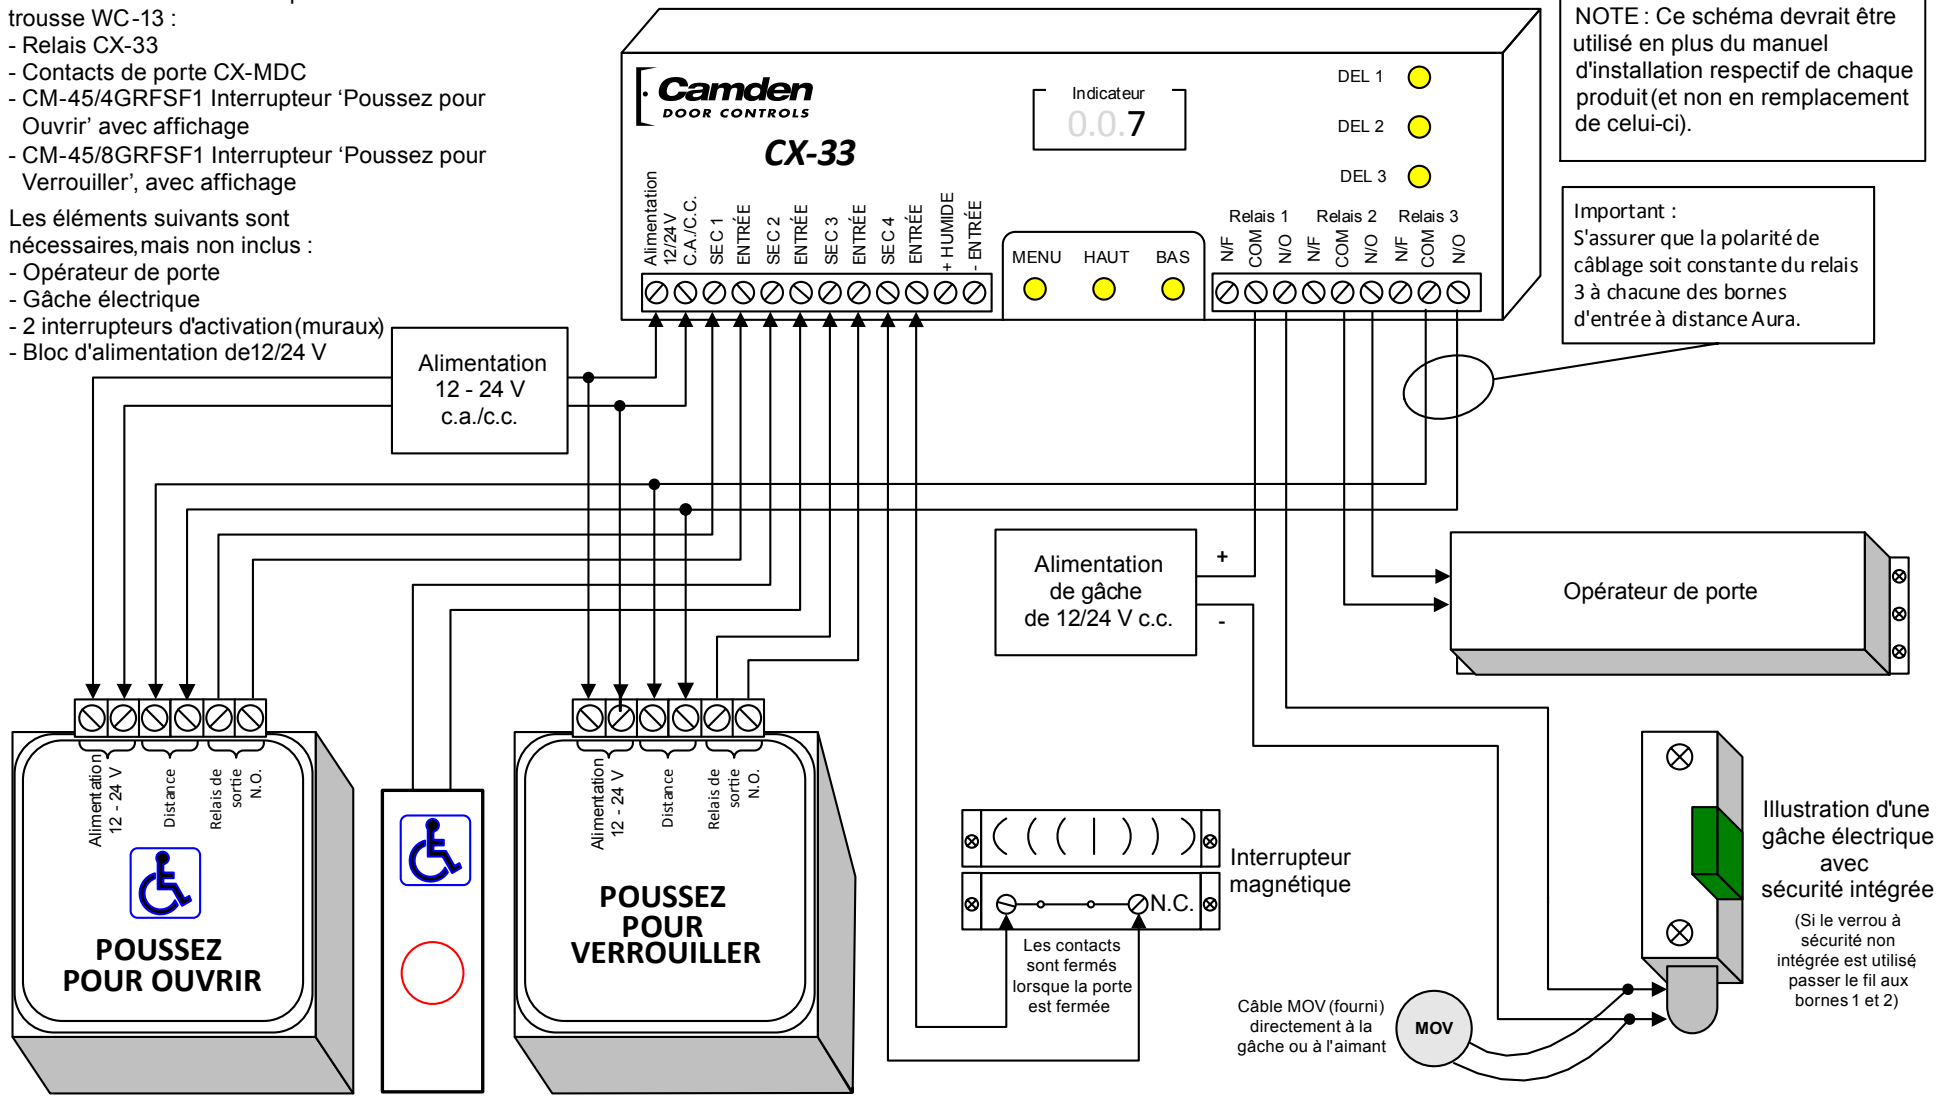 trousse WC-13 :
- Relais CX-33
- Contacts de porte CX-MDC
- CM-45/4GRFSF1 Interrupteur ‘Poussez pour
Ouvrir’ avec affichage
- CM-45/8GRFSF1 Interrupteur ‘Poussez pour
Verrouiller’, avec affichage
Les éléments suivants sont
nécessaires, mais non inclus :
- Opérateur de porte
- Gâche électrique
- 2 interrupteurs d'activation (muraux)
- Bloc d'alimentation de12/24 V
Camden
DOOR CONTROLS
CX-33
Indicateur
0.0.7
DEL 1
DEL 2
DEL 3
Alimentation
12/24V
C.A./C.C.
SEC 1
ENTRÉE
SEC 2
ENTRÉE
SEC 3
ENTRÉE
SEC 4
ENTRÉE
+ HUMIDE
- ENTRÉE
MENU
HAUT
BAS
Relais 1
Relais 2
Relais 3
N/F
COM
N/O
N/F
COM
N/O
N/F
COM
N/O
NOTE : Ce schéma devrait être
utilisé en plus du manuel
d'installation respectif de chaque
produit (et non en remplacement
de celui-ci).
Important :
S'assurer que la polarité de
câblage soit constante du relais
3 à chacune des bornes
d'entrée à distance Aura.
Alimentation
12 - 24 V
c.a./c.c.
Alimentation
de gâche
de 12/24 V c.c.
+
-
Opérateur de porte
Alimentation
12 - 24 V
Distance
Relais de
sortie
N.O.
POUSSEZ
POUR OUVRIR
Alimentation
12 - 24 V
Distance
Relais de
sortie
N.O.
POUSSEZ
POUR
VERROUILLER
Interrupteur
magnétique
N.C.
Les contacts
sont fermés
lorsque la porte
est fermée
Câble MOV (fourni)
directement à la
gâche ou à l'aimant
MOV
Illustration d'une
gâche électrique
avec
sécurité intégrée
(Si le verrou à
sécurité non
intégrée est utilisé,
passer le fil aux
bornes 1 et 2)